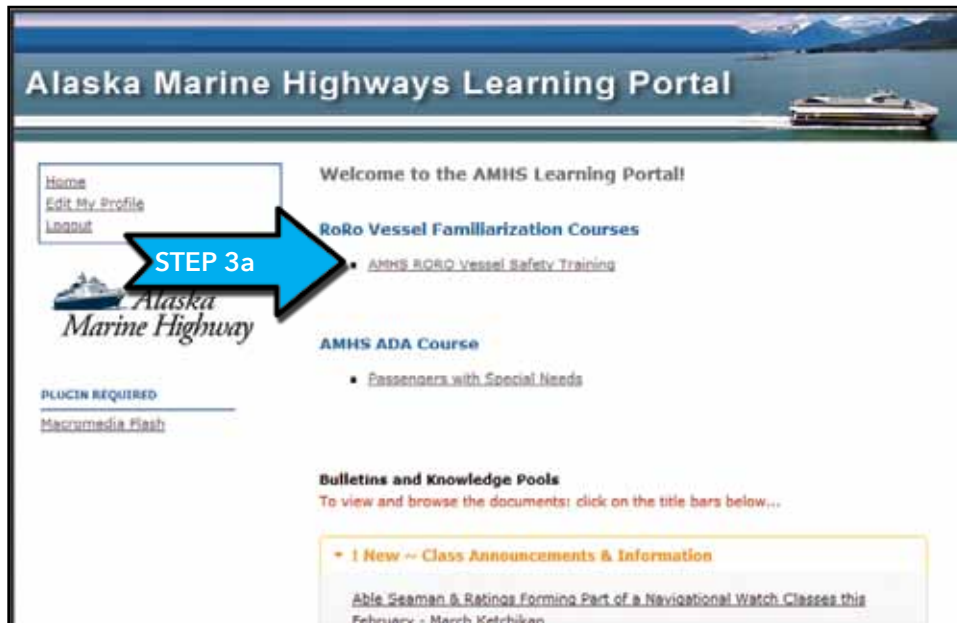 Alaska Marine Highways Learning Portal
Home
Edit My Profile
Logout
STEP 3a
Alaska
Marine Highway
PLUGIN REQUIRED
Macromedia Flash
Welcome to the AMHS Learning Portal!
RoRo Vessel Familiarization Courses
AMHS RORO Vessel Safety Training
AMHS ADA Course
Passengers with Special Needs
Bulletins and Knowledge Pools
To view and browse the documents: click on the title bars below...
! New ~ Class Announcements & Information
Able Seaman & Ratings Forming Part of a Navigational Watch Classes this
February - March Ketchikan